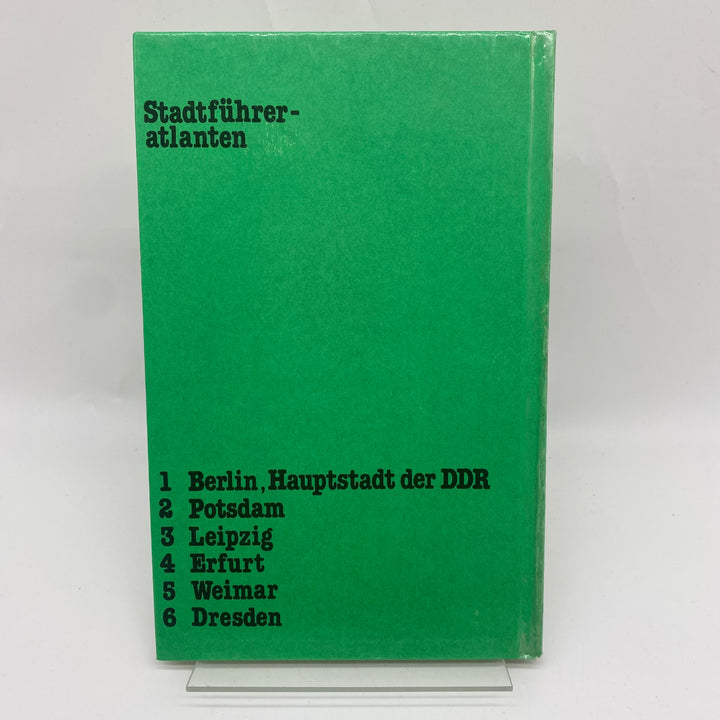 Stadtführer-
atlanten
1 Berlin, Hauptstadt der DDR
2 Potsdam
3 Leipzig
4 Erfurt
5 Weimar
6 Dresden